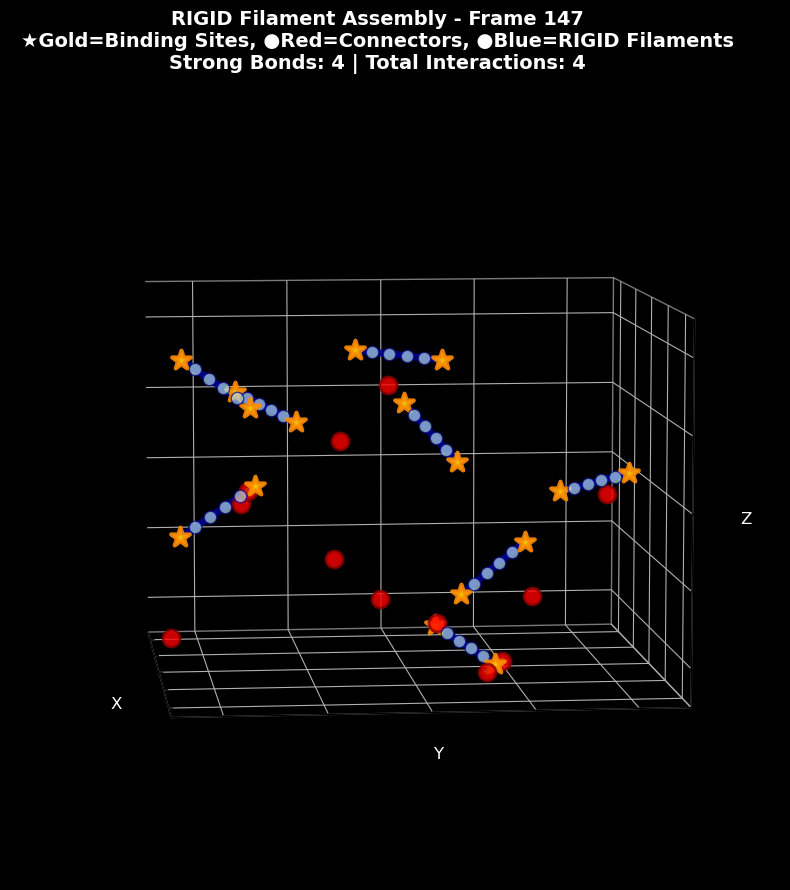 RIGID Filament Assembly - Frame 147
★Gold=Binding Sites, ●Red=Connectors, ●Blue=RIGID Filaments
Strong Bonds: 4 | Total Interactions: 4
Z
X
Y